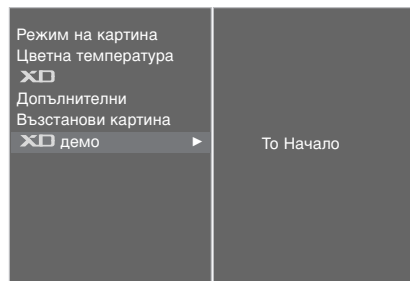 Режим на картина
Цветна температура
XD
Допълнителни
Възстанови картина
XD демо ►
То Начало